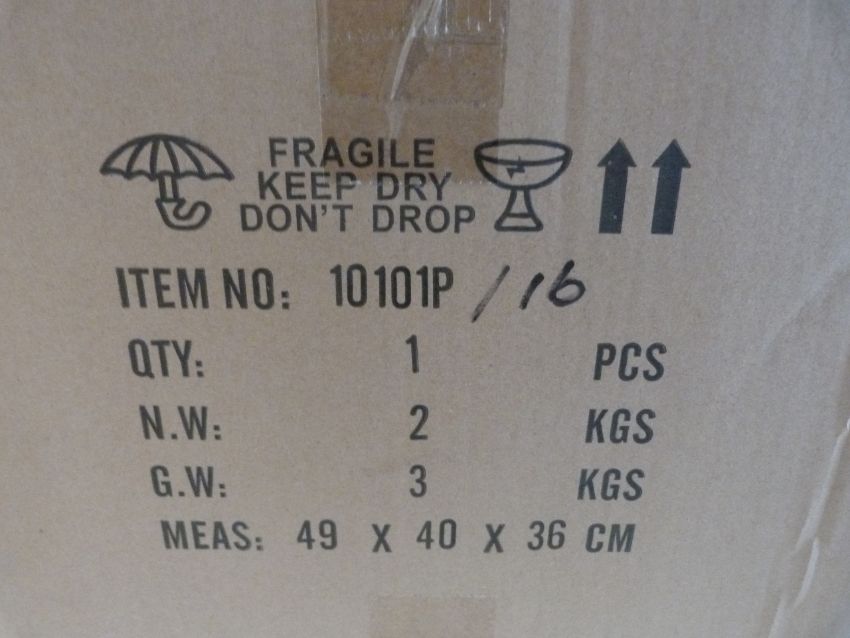 FRAGILE
KEEP DRY
DON'T DROP
ITEM NO: 10101P /16
QTY: 1 PCS
N.W: 2 KGS
G.W: 3 KGS
MEAS: 49 X 40 X 36 CM